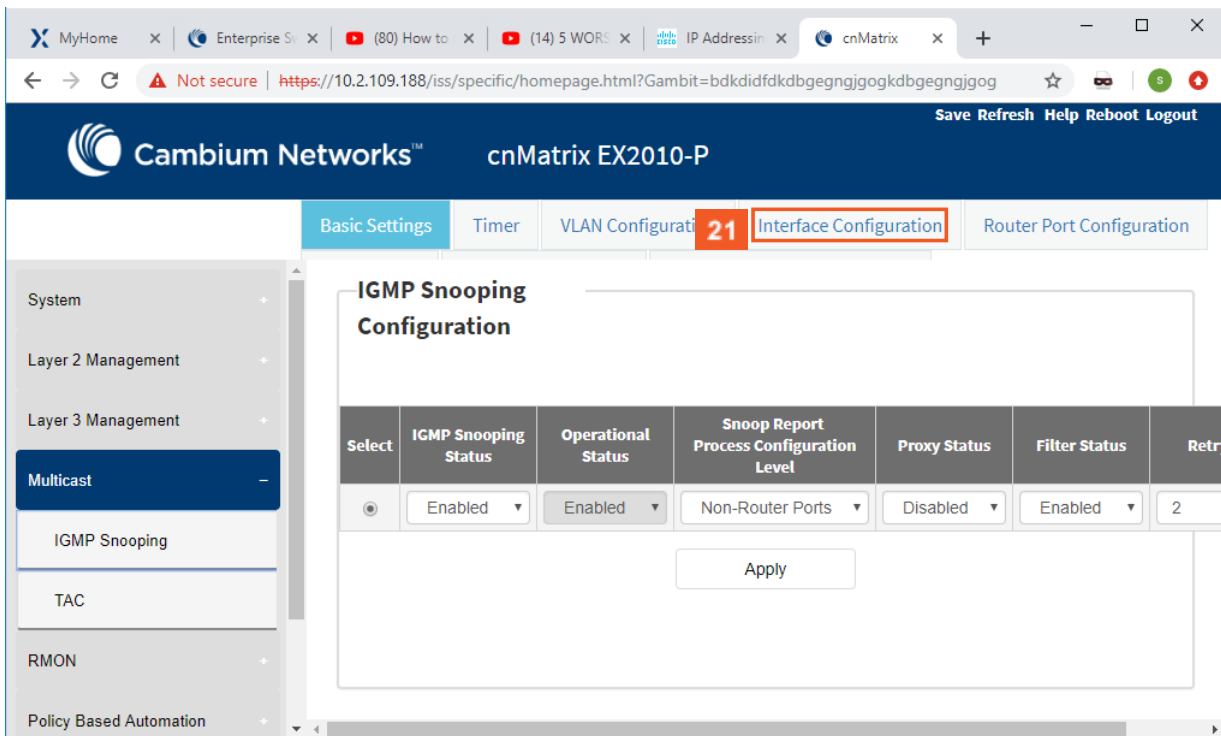 MyHome
Enterprise Sw
(80) How to
(14) 5 WORS
IP Addressin
cnMatrix
Not secure | https://10.2.109.188/iss/specific/homepage.html?Gambit=bdkdidfdkdbgegngjgogkdbgegngjgog
s
Save Refresh Help Reboot Logout
Cambium Networks™
cnMatrix EX2010-P
Basic Settings
Timer
VLAN Configurati
21
Interface Configuration
Router Port Configuration
System +
Layer 2 Management +
Layer 3 Management +
Multicast −
IGMP Snooping
TAC
RMON +
Policy Based Automation +
IGMP Snooping
Configuration
Select
IGMP Snooping
Status
Operational
Status
Snoop Report
Process Configuration
Level
Proxy Status
Filter Status
Retry
Enabled
Enabled
Non-Router Ports
Disabled
Enabled
2
Apply